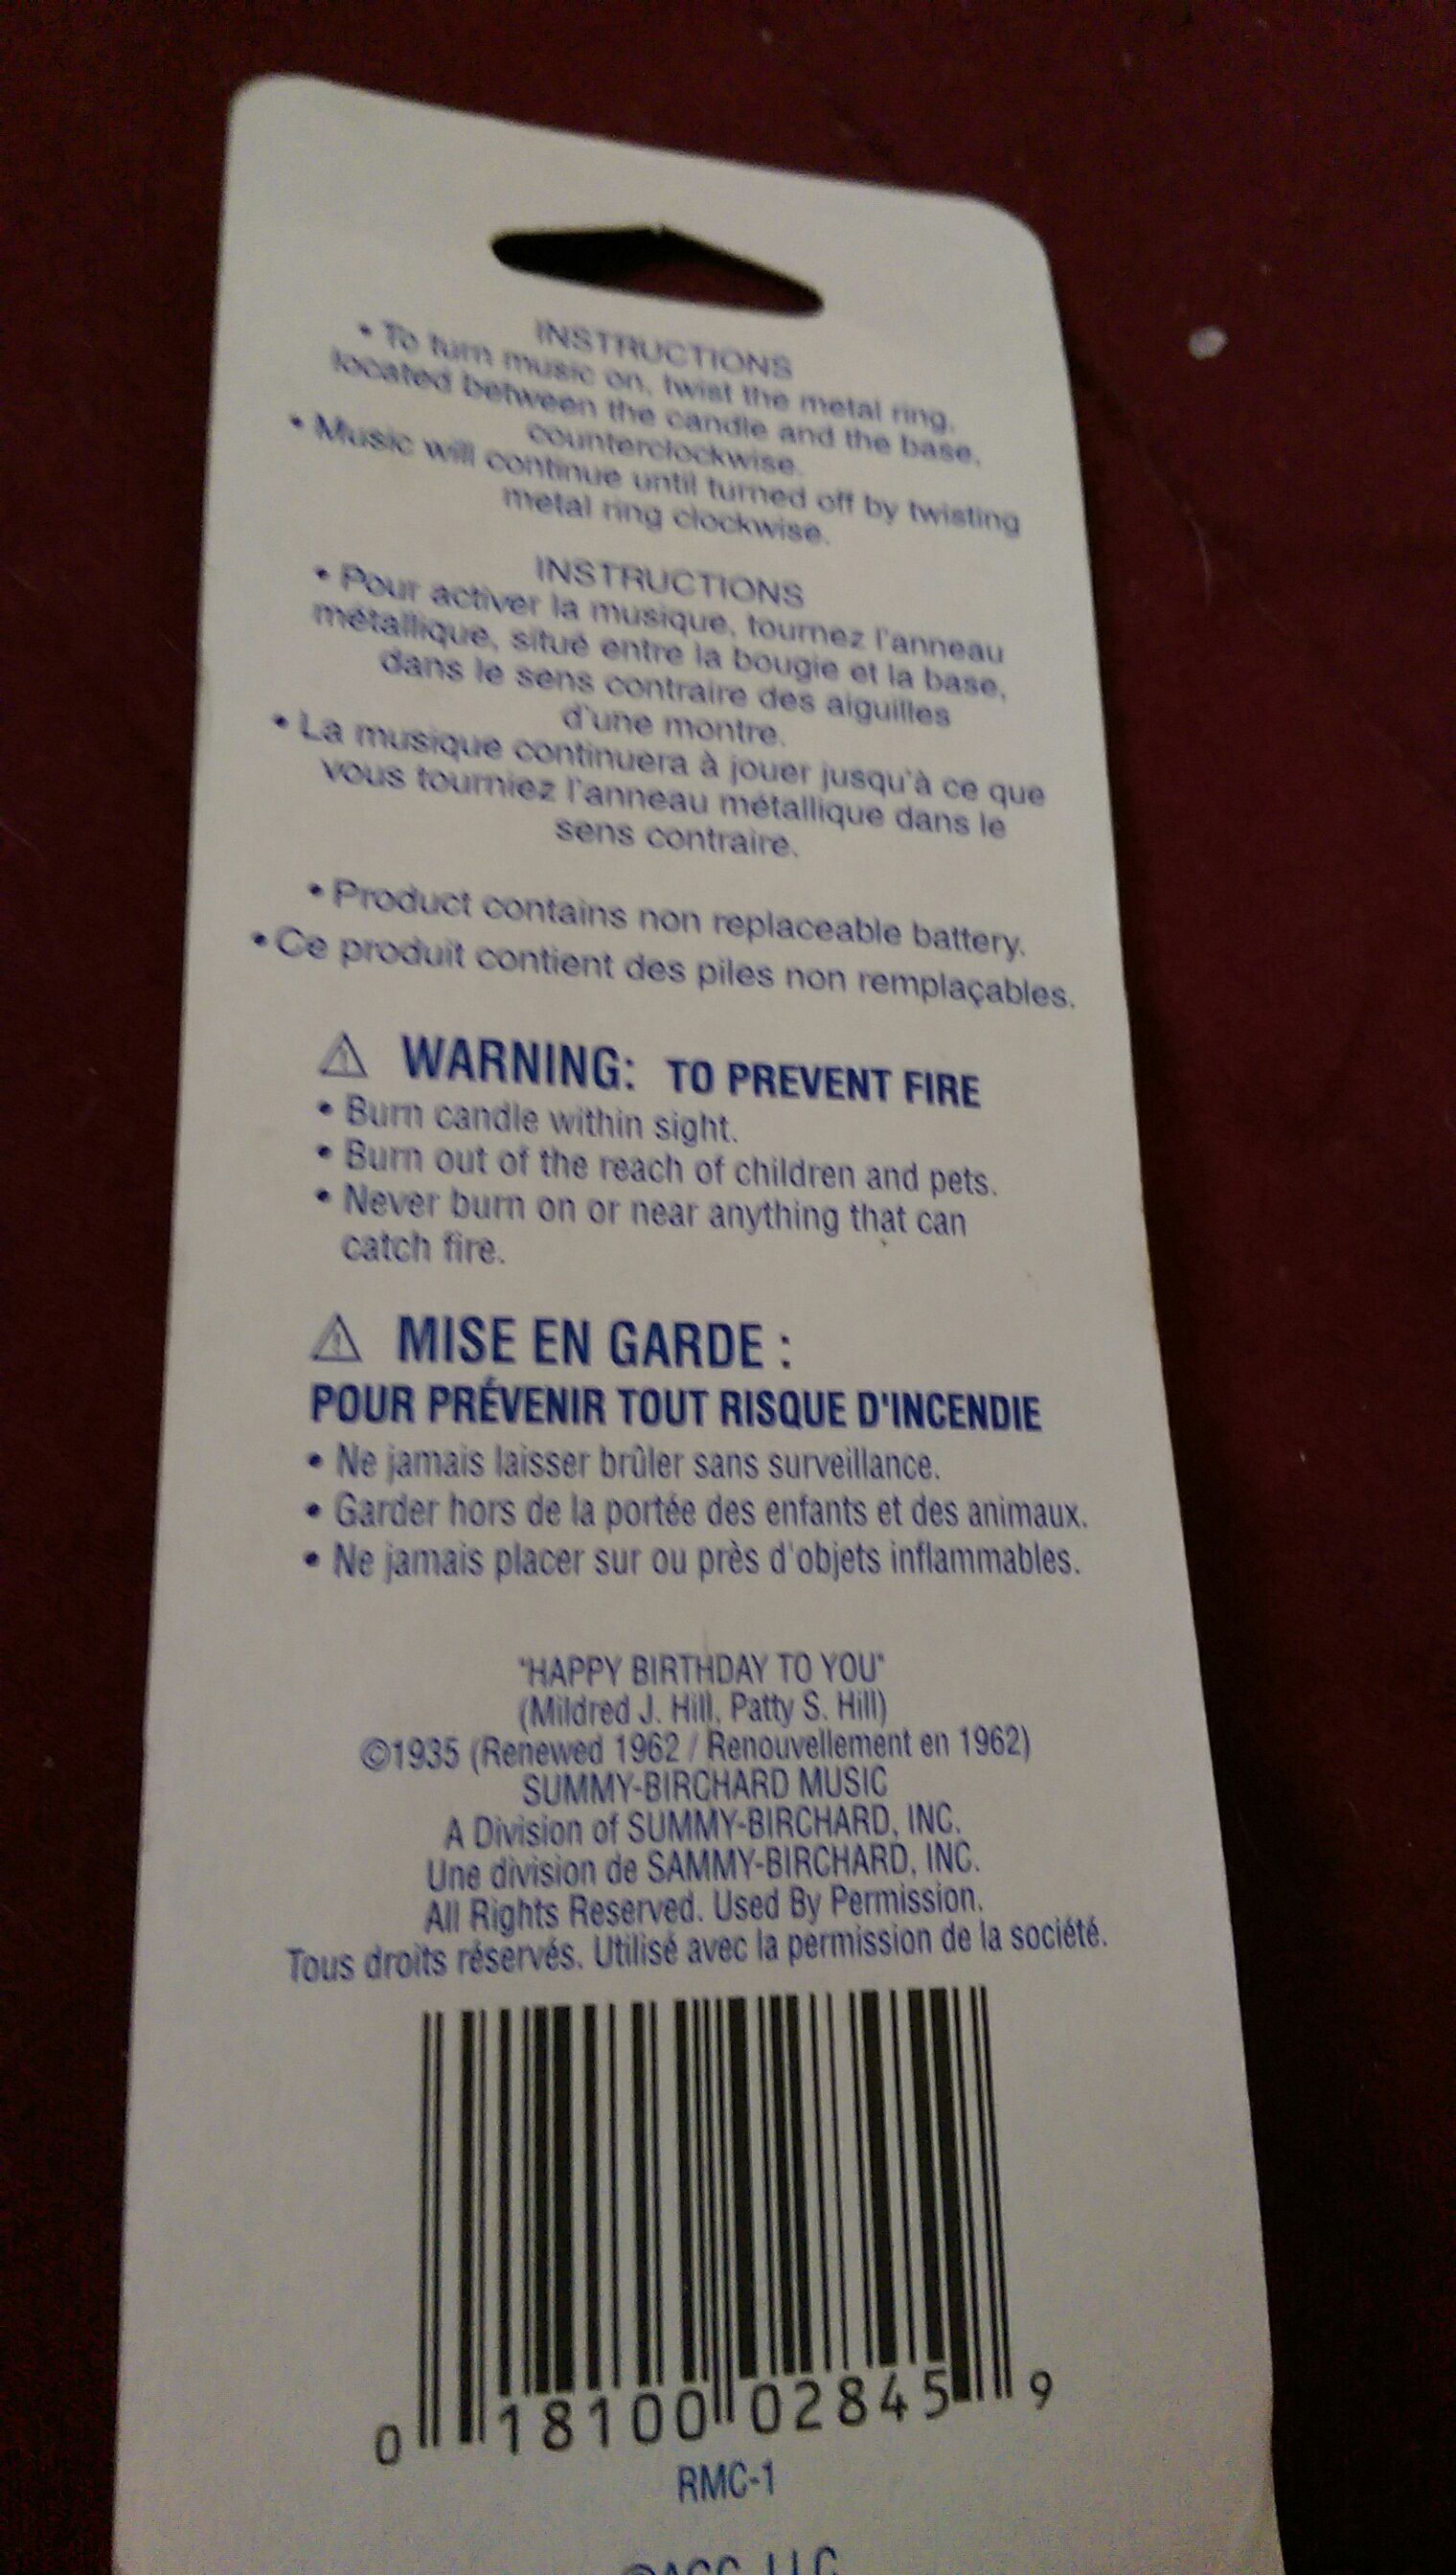 INSTRUCTIONS
• To turn music on, twist the metal ring,
located between the candle and the base,
counterclockwise.
• Music will continue until turned off by twisting
metal ring clockwise.
INSTRUCTIONS
• Pour activer la musique, tournez l'anneau
métallique, situé entre la bougie et la base,
dans le sens contraire des aiguilles
d'une montre.
• La musique continuera à jouer jusqu'à ce que
vous tourniez l'anneau métallique dans le
sens contraire.
• Product contains non replaceable battery.
• Ce produit contient des piles non remplaçables.
⚠ WARNING: TO PREVENT FIRE
• Burn candle within sight.
• Burn out of the reach of children and pets.
• Never burn on or near anything that can
catch fire.
⚠ MISE EN GARDE :
POUR PRÉVENIR TOUT RISQUE D'INCENDIE
• Ne jamais laisser brûler sans surveillance.
• Garder hors de la portée des enfants et des animaux.
• Ne jamais placer sur ou près d'objets inflammables.
"HAPPY BIRTHDAY TO YOU"
(Mildred J. Hill, Patty S. Hill)
©1935 (Renewed 1962 / Renouvellement en 1962)
SUMMY-BIRCHARD MUSIC
A Division of SUMMY-BIRCHARD, INC.
Une division de SAMMY-BIRCHARD, INC.
All Rights Reserved. Used By Permission.
Tous droits réservés. Utilisé avec la permission de la société.
0 18100 02845 9
RMC-1
©AGC, LLC